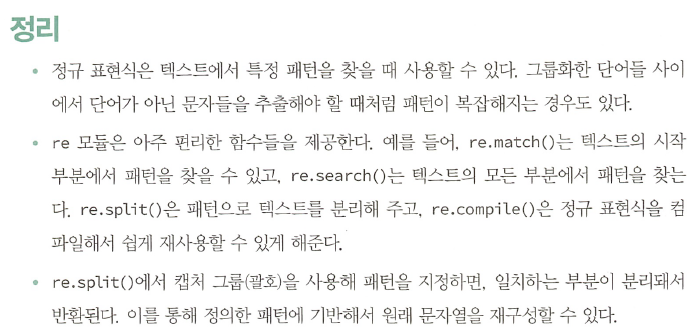 정리
• 정규 표현식은 텍스트에서 특정 패턴을 찾을 때 사용할 수 있다. 그룹화한 단어들 사이
에서 단어가 아닌 문자들을 추출해야 할 때처럼 패턴이 복잡해지는 경우도 있다.
• re 모듈은 아주 편리한 함수들을 제공한다. 예를 들어, re.match()는 텍스트의 시작
부분에서 패턴을 찾을 수 있고, re.search()는 텍스트의 모든 부분에서 패턴을 찾는
다. re.split()은 패턴으로 텍스트를 분리해 주고, re.compile()은 정규 표현식을 컴
파일해서 쉽게 재사용할 수 있게 해준다.
• re.split()에서 캡처 그룹(괄호)을 사용해 패턴을 지정하면, 일치하는 부분이 분리돼서
반환된다. 이를 통해 정의한 패턴에 기반해서 원래 문자열을 재구성할 수 있다.